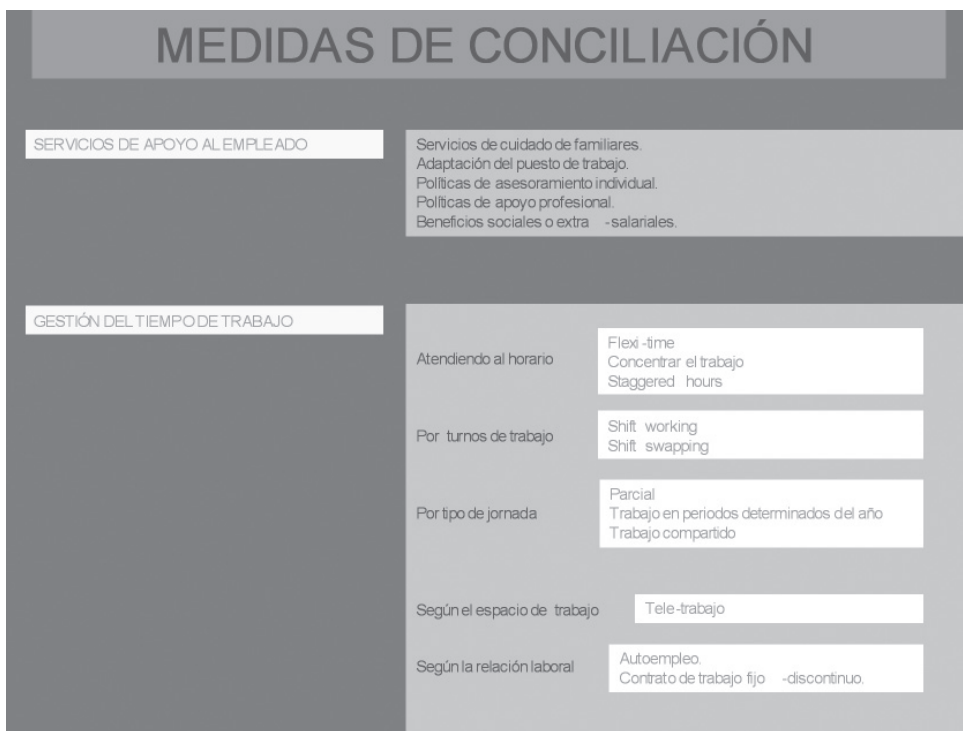 MEDIDAS DE CONCILIACIÓN
SERVICIOS DE APOYO AL EMPLEADO
Servicios de cuidado de familiares.
Adaptación del puesto de trabajo.
Políticas de asesoramiento individual.
Políticas de apoyo profesional.
Beneficios sociales o extra -salariales.
GESTIÓN DEL TIEMPO DE TRABAJO
Atendiendo al horario
Flexi-time
Concentrar el trabajo
Staggered hours
Por turnos de trabajo
Shift working
Shift swapping
Por tipo de jornada
Parcial
Trabajo en periodos determinados del año
Trabajo compartido
Según el espacio de trabajo
Tele-trabajo
Según la relación laboral
Autoempleo.
Contrato de trabajo fijo -discontinuo.